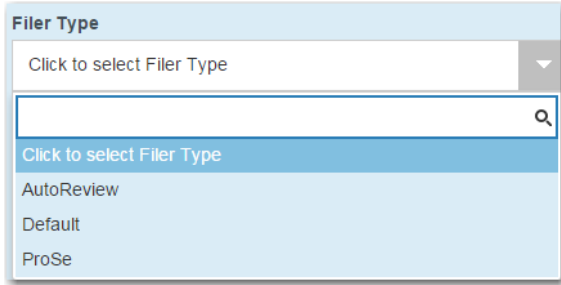 Filer Type
Click to select Filer Type
Click to select Filer Type
AutoReview
Default
ProSe